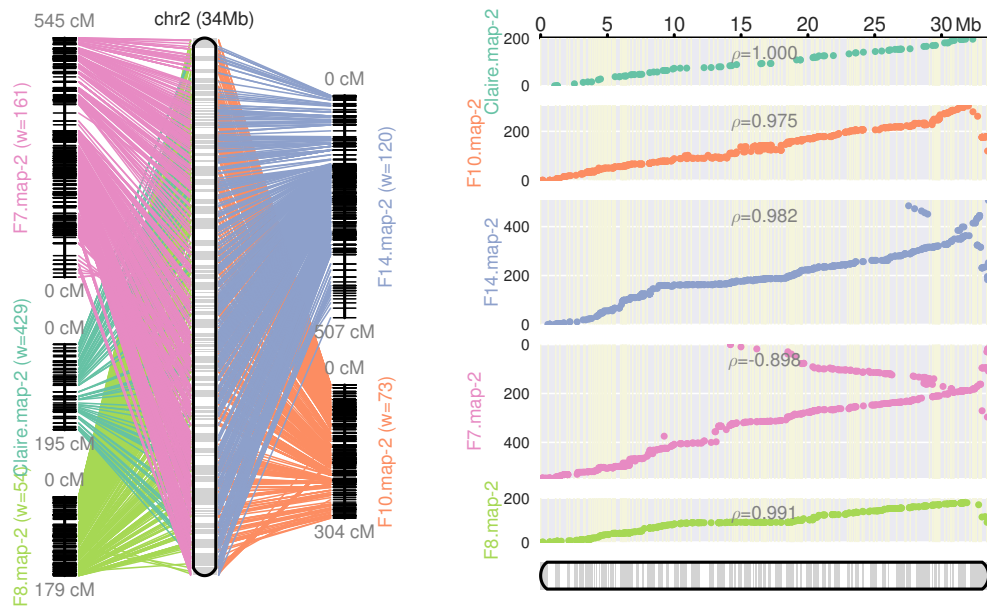 545 cM
chr2 (34Mb)
F7.map-2 (w=161)
0 cM
0 cM
Claire.map-2 (w=429)
195 cM
0 cM
F8.map-2 (w=54)
179 cM
0 cM
F14.map-2 (w=120)
507 cM
0 cM
F10.map-2 (w=73)
304 cM
0 5 10 15 20 25 30 Mb
Claire.map-2
200
0
ρ=1.000
F10.map-2
200
0
ρ=0.975
F14.map-2
400
200
0
ρ=0.982
F7.map-2
0
200
400
ρ=-0.898
F8.map-2
200
0
ρ=0.991